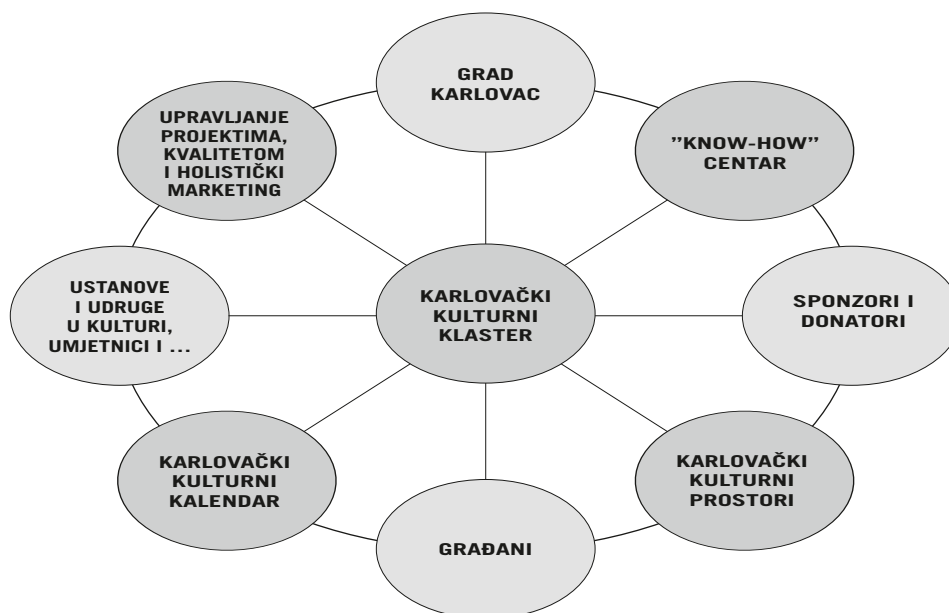 GRAD
KARLOVAC
UPRAVLJANJE
PROJEKTIMA,
KVALITETOM
I HOLISTIČKI
MARKETING
”KNOW-HOW”
CENTAR
USTANOVE
I UDRUGE
U KULTURI,
UMJETNICI I ...
KARLOVAČKI
KULTURNI
KLASTER
SPONZORI I
DONATORI
KARLOVAČKI
KULTURNI
KALENDAR
KARLOVAČKI
KULTURNI
PROSTORI
GRAĐANI